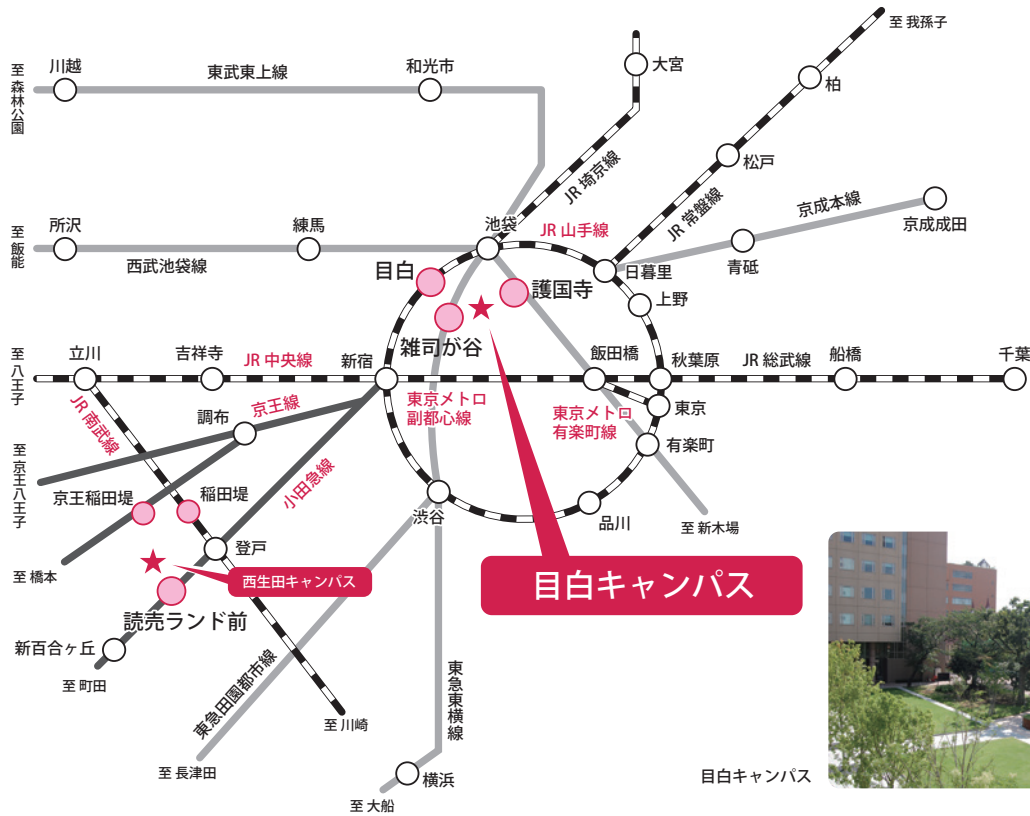 至 我孫子
川越
東武東上線
和光市
大宮
柏
至 森林公園
松戸
JR 埼京線
JR 常盤線
京成本線
京成成田
所沢
練馬
池袋
JR 山手線
至 飯能
西武池袋線
目白
護国寺
日暮里
青砥
上野
雑司が谷
立川
吉祥寺
JR 中央線
新宿
飯田橋
秋葉原
JR 総武線
船橋
千葉
至 八王子
京王線
東京メトロ
副都心線
東京メトロ
有楽町線
東京
JR 南武線
調布
有楽町
至 京王八王子
小田急線
京王稲田堤
稲田堤
渋谷
品川
至 新木場
登戸
至 橋本
西生田キャンパス
目白キャンパス
読売ランド前
新百合ヶ丘
至 町田
東急田園都市線
東急東横線
至 川崎
至 長津田
横浜
至 大船
目白キャンパス